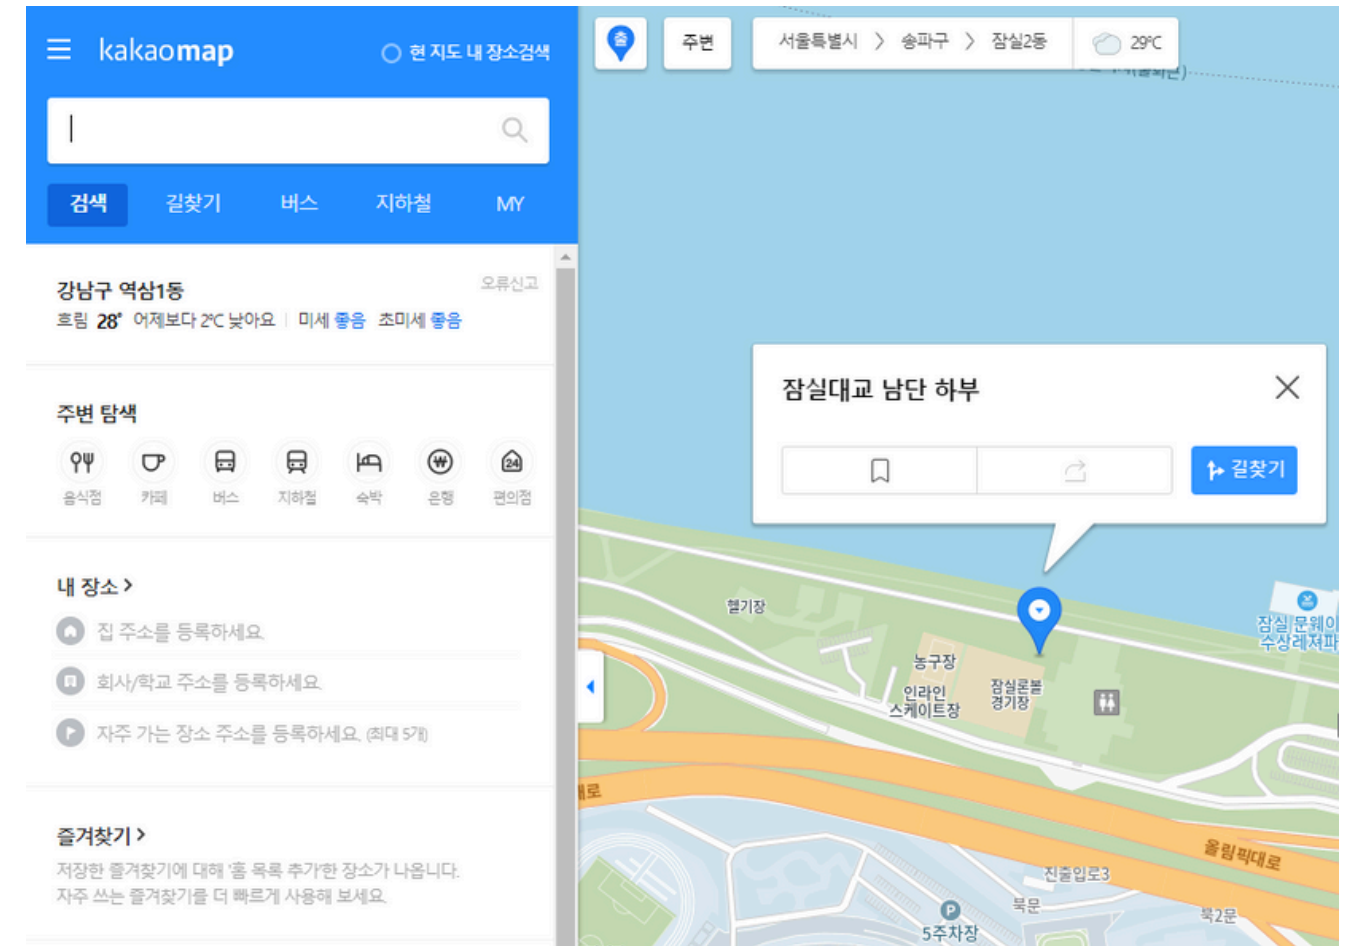 kakaomap
현 지도 내 장소검색
검색 길찾기 버스 지하철 MY
강남구 역삼1동 오류신고
흐림 28° 어제보다 2℃ 낮아요 미세 좋음 초미세 좋음
주변 탐색
음식점 카페 버스 지하철 숙박 은행 24 편의점
내 장소 >
집 주소를 등록하세요.
회사/학교 주소를 등록하세요.
자주 가는 장소 주소를 등록하세요. (최대 5개)
즐겨찾기 >
저장한 즐겨찾기에 대해 '홈 목록 추가'한 장소가 나옵니다.
자주 쓰는 즐겨찾기를 더 빠르게 사용해 보세요.
출
주변
서울특별시 > 송파구 > 잠실2동
29℃
잠실대교 남단 하부
길찾기
헬기장
잠실 문웨이
수상레저파
농구장
인라인
스케이트장
잠실론볼
경기장
대로
올림픽대로
진출입로3
북문
북2문
P
5주차장